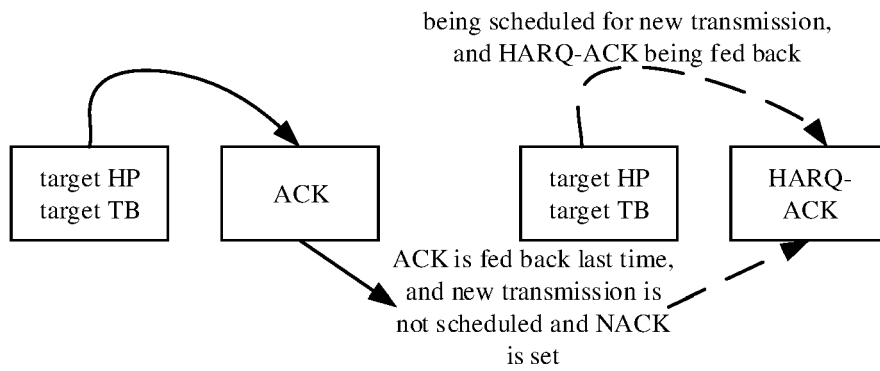 being scheduled for new transmission,
and HARQ-ACK being fed back
target HP
target TB
ACK
target HP
target TB
HARQ-
ACK
ACK is fed back last time,
and new transmission is
not scheduled and NACK
is set